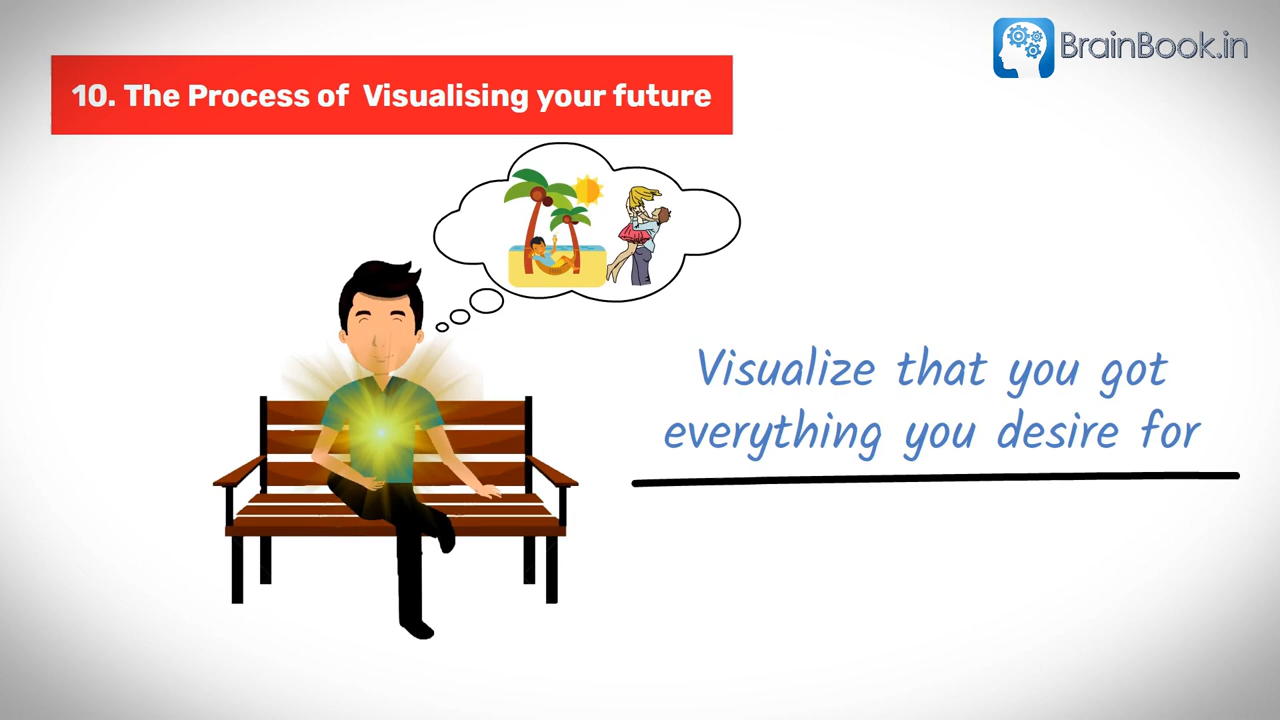 BrainBook.in
10. The Process of Visualising your future
Visualize that you got
everything you desire for